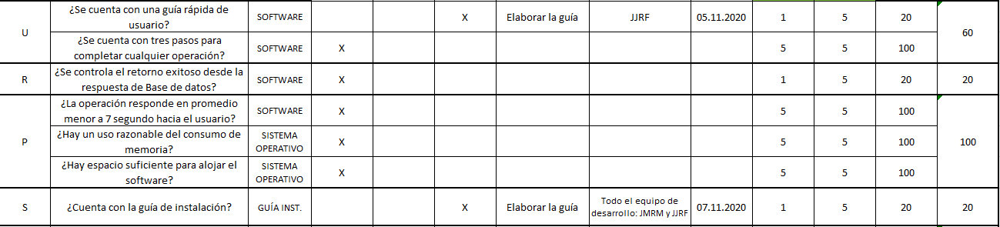 U
¿Se cuenta con una guía rápida de
usuario?
SOFTWARE
X
Elaborar la guía
JJRF
05.11.2020
1
5
20
60
¿Se cuenta con tres pasos para
completar cualquier operación?
SOFTWARE
X
5
5
100
R
¿Se controla el retorno exitoso desde la
respuesta de Base de datos?
SOFTWARE
X
1
5
20
20
P
¿La operación responde en promedio
menor a 7 segundo hacia el usuario?
SOFTWARE
X
5
5
100
100
¿Hay un uso razonable del consumo de
memoria?
SISTEMA
OPERATIVO
X
5
5
100
¿Hay espacio suficiente para alojar el
software?
SISTEMA
OPERATIVO
X
5
5
100
S
¿Cuenta con la guía de instalación?
GUÍA INST.
X
Elaborar la guía
Todo el equipo de
desarrollo: JMRM y JJRF
07.11.2020
1
5
20
20